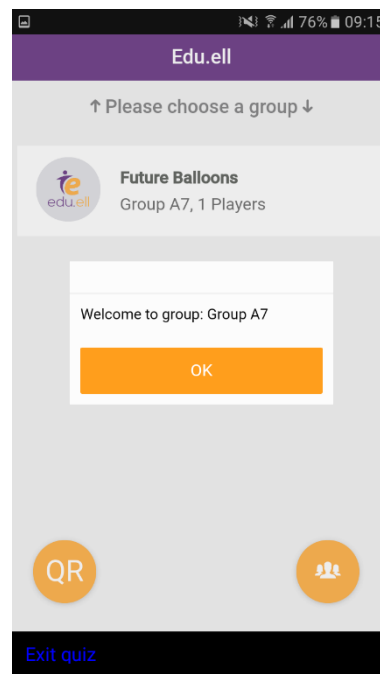 76% 09:15
Edu.ell
↑ Please choose a group ↓
edu.ell
Future Balloons
Group A7, 1 Players
Welcome to group: Group A7
OK
QR
Exit quiz